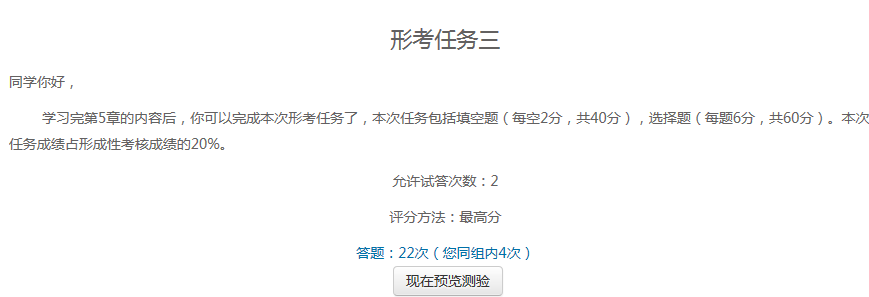 形考任务三
同学你好，
学习完第5章的内容后，你可以完成本次形考任务了，本次任务包括填空题（每空2分，共40分），选择题（每题6分，共60分）。本次
任务成绩占形成性考核成绩的20%。
允许试答次数：2
评分方法：最高分
答题：22次（您同组内4次）
现在预览测验